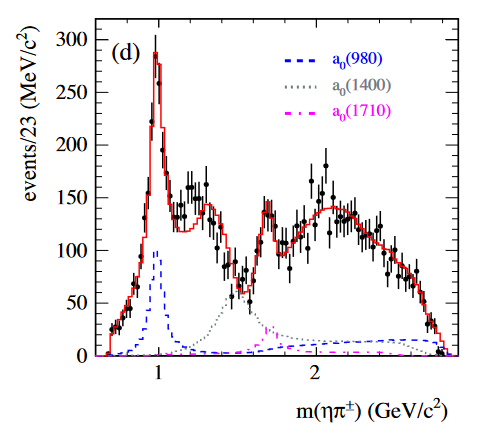 (d)
a₀(980)
a₀(1400)
a₀(1710)
events/23 (MeV/c²)
300
250
200
150
100
50
0
1
2
m(ηπ±) (GeV/c²)